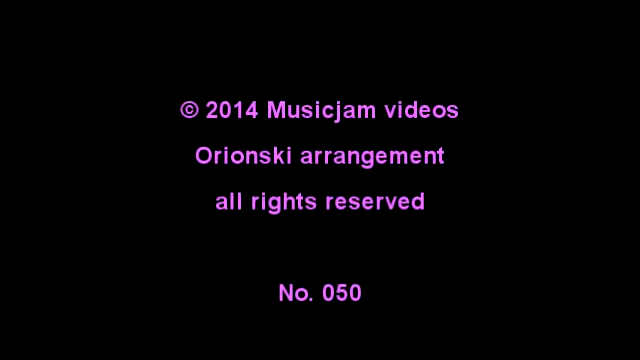 © 2014 Musicjam videos
Orionski arrangement
all rights reserved
No. 050